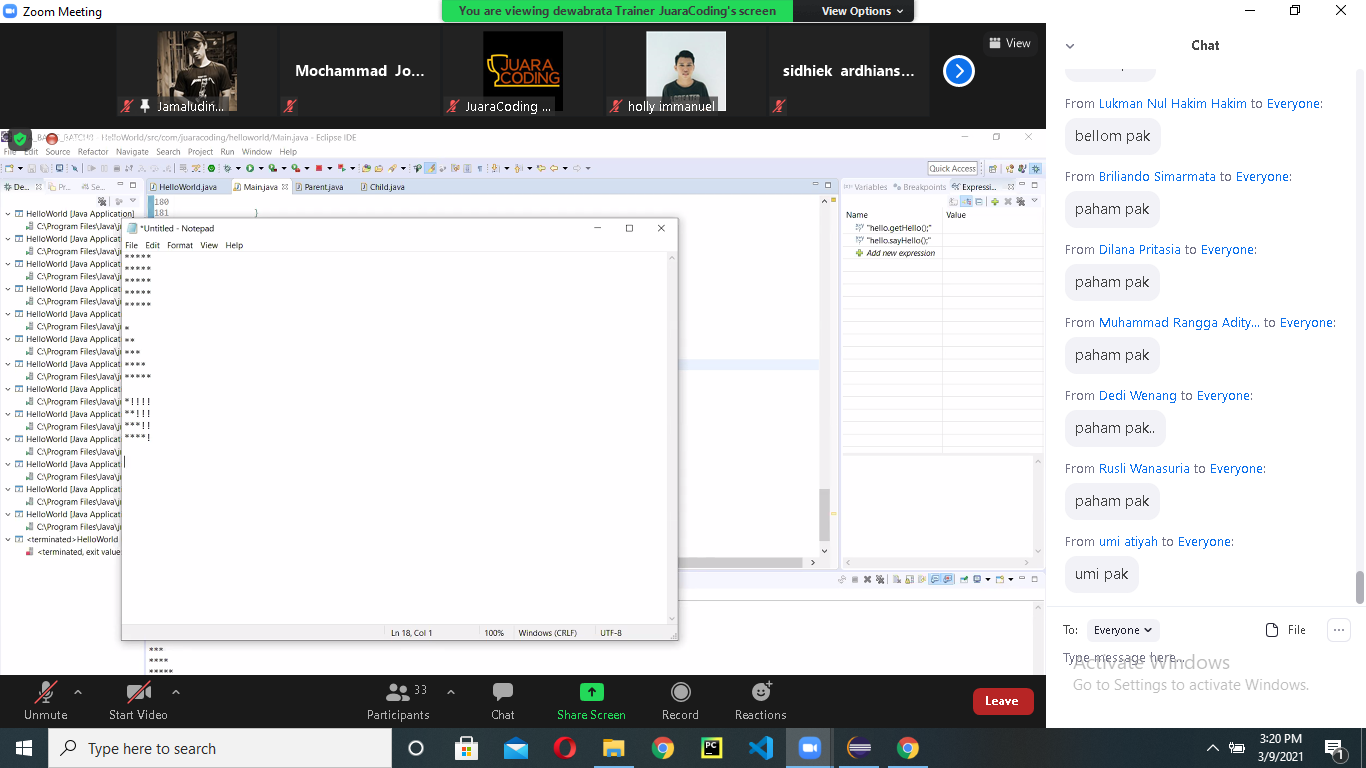 Zoom Meeting
You are viewing dewabrata Trainer JuaraCoding's screen
View Options
View
Jamaludin...
Mochammad Jo...
JUARA
CODING
JuaraCoding ...
holly immanuel
sidhiek ardhians...
HelloWorld/src/com/juaracoding/helloworld/Main.java - Eclipse IDE
File Edit Source Refactor Navigate Search Project Run Window Help
Quick Access
De...
Pr...
Se...
HelloWorld.java
Main.java
Parent.java
Child.java
Variables
Breakpoints
Expressi...
HelloWorld [Java Application]
C:\Program Files\Java\j
HelloWorld [Java Applicat
C:\Program Files\Java\j
HelloWorld [Java Applicat
C:\Program Files\Java\j
HelloWorld [Java Applicat
C:\Program Files\Java\j
HelloWorld [Java Applicat
C:\Program Files\Java\j
HelloWorld [Java Applicat
C:\Program Files\Java\j
HelloWorld [Java Applicat
C:\Program Files\Java\j
HelloWorld [Java Applicat
C:\Program Files\Java\j
HelloWorld [Java Applicat
C:\Program Files\Java\j
HelloWorld [Java Applicat
C:\Program Files\Java\j
HelloWorld [Java Applicat
C:\Program Files\Java\j
HelloWorld [Java Applicat
C:\Program Files\Java\j
HelloWorld [Java Applicat
C:\Program Files\Java\j
<terminated>HelloWorld
<terminated, exit value
180
181 }
*Untitled - Notepad
File Edit Format View Help
*****
*****
*****
*****
*****
*
**
***
****
*****
*!!!!
**!!!
***!!
****!
Ln 18, Col 1
100%
Windows (CRLF)
UTF-8
***
****
*****
Name Value
"hello.getHello();"
"hello.sayHello();"
Add new expression
Chat
From Lukman Nul Hakim Hakim to Everyone:
bellom pak
From Briliando Simarmata to Everyone:
paham pak
From Dilana Pritasia to Everyone:
paham pak
From Muhammad Rangga Adity... to Everyone:
paham pak
From Dedi Wenang to Everyone:
paham pak..
From Rusli Wanasuria to Everyone:
paham pak
From umi atiyah to Everyone:
umi pak
To: Everyone
File
Type message here...
Activate Windows
Go to Settings to activate Windows.
Unmute
Start Video
Participants
33
Chat
Share Screen
Record
Reactions
Leave
Type here to search
PC
3:20 PM
3/9/2021
1